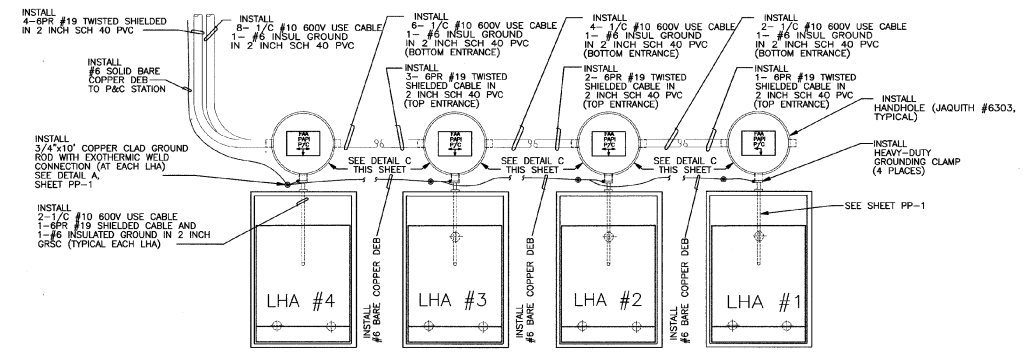 INSTALL
4-6PR #19 TWISTED SHIELDED
IN 2 INCH SCH 40 PVC
INSTALL
8- 1/C #10 600V USE CABLE
1- #6 INSUL GROUND
IN 2 INCH SCH 40 PVC
INSTALL
6- 1/C #10 600V USE CABLE
1- #6 INSUL GROUND
IN 2 INCH SCH 40 PVC
(BOTTOM ENTRANCE)
INSTALL
4- 1/C #10 600V USE CABLE
1- #6 INSUL GROUND
IN 2 INCH SCH 40 PVC
(BOTTOM ENTRANCE)
INSTALL
2- 1/C #10 600V USE CABLE
1- #6 INSUL GROUND
IN 2 INCH SCH 40 PVC
(BOTTOM ENTRANCE)
INSTALL
#6 SOLID BARE
COPPER DEB
TO P&C STATION
INSTALL
3- 6PR #19 TWISTED
SHIELDED CABLE IN
2 INCH SCH 40 PVC
(TOP ENTRANCE)
INSTALL
2- 6PR #19 TWISTED
SHIELDED CABLE IN
2 INCH SCH 40 PVC
(TOP ENTRANCE)
INSTALL
1- 6PR #19 TWISTED
SHIELDED CABLE IN
2 INCH SCH 40 PVC
(TOP ENTRANCE)
INSTALL
HANDHOLE (JAQUITH #6303,
TYPICAL)
INSTALL
3/4"x10' COPPER CLAD GROUND
ROD WITH EXOTHERMIC WELD
CONNECTION (AT EACH LHA)
SEE DETAIL A,
SHEET PP-1
FAA
PAPI
P/C
FAA
PAPI
P/C
FAA
PAPI
P/C
FAA
PAPI
P/C
SEE DETAIL C
THIS SHEET
SEE DETAIL C
THIS SHEET
SEE DETAIL C
THIS SHEET
INSTALL
HEAVY-DUTY
GROUNDING CLAMP
(4 PLACES)
INSTALL
2-1/C #10 600V USE CABLE
1-6PR #19 SHIELDED CABLE AND
1-#6 INSULATED GROUND IN 2 INCH
GRSC (TYPICAL EACH LHA)
SEE SHEET PP-1
LHA #4
INSTALL
#6 BARE COPPER DEB
LHA #3
INSTALL
#6 BARE COPPER DEB
LHA #2
INSTALL
#6 BARE COPPER DEB
LHA #1